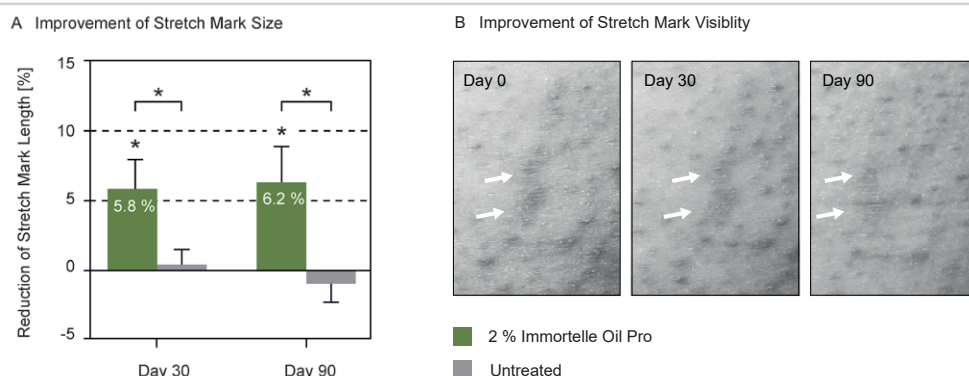 A Improvement of Stretch Mark Size
Reduction of Stretch Mark Length [%]
15
10
5
0
-5
*
*
*
*
5.8 %
6.2 %
Day 30
Day 90
B Improvement of Stretch Mark Visiblity
Day 0
Day 30
Day 90
2 % Immortelle Oil Pro
Untreated